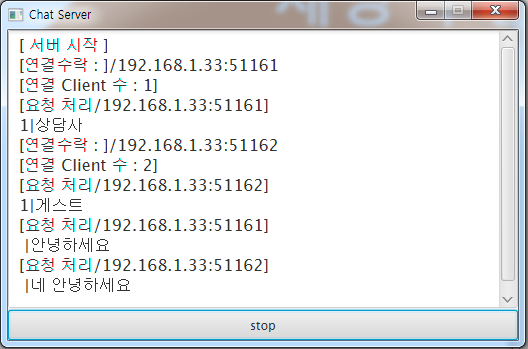 Chat Server
[ 서버 시작 ]
[연결수락 : ]/192.168.1.33:51161
[연결 Client 수 : 1]
[요청 처리/192.168.1.33:51161]
1|상담사
[연결수락 : ]/192.168.1.33:51162
[연결 Client 수 : 2]
[요청 처리/192.168.1.33:51162]
1|게스트
[요청 처리/192.168.1.33:51161]
|안녕하세요
[요청 처리/192.168.1.33:51162]
|네 안녕하세요
stop